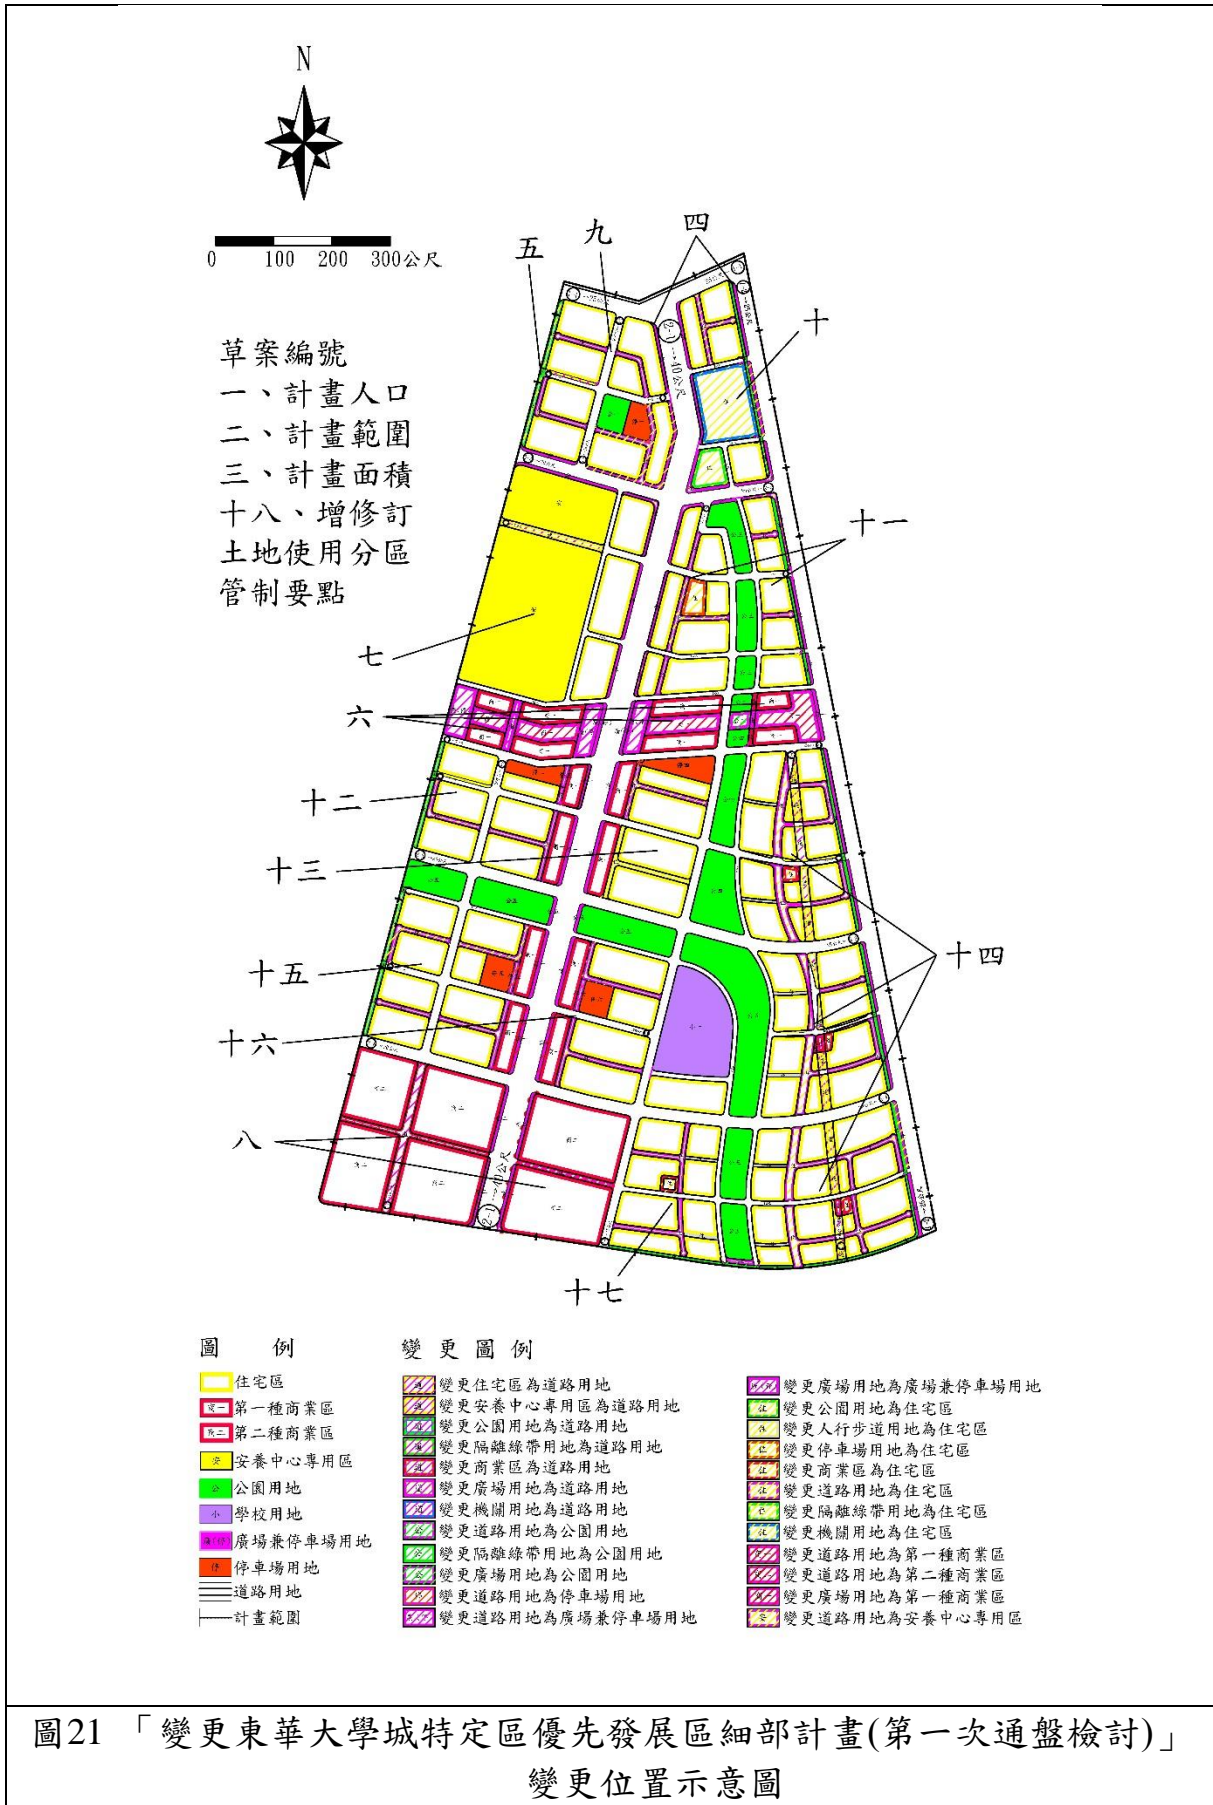 N
0 100 200 300公尺
五
九
四
十
草案編號
一、計畫人口
二、計畫範圍
三、計畫面積
十八、增修訂
土地使用分區
管制要點
十一
七
六
十二
十三
十四
十五
十六
八
十七
2-1
40公尺
2-1
40公尺
圖 例
住宅區
商一 第一種商業區
商二 第二種商業區
安 安養中心專用區
公 公園用地
小 學校用地
廣(停) 廣場兼停車場用地
停 停車場用地
道路用地
計畫範圍
變 更 圖 例
變更住宅區為道路用地
變更安養中心專用區為道路用地
變更公園用地為道路用地
變更隔離綠帶用地為道路用地
變更商業區為道路用地
變更廣場用地為道路用地
變更機關用地為道路用地
變更道路用地為公園用地
變更隔離綠帶用地為公園用地
變更廣場用地為公園用地
變更道路用地為停車場用地
變更道路用地為廣場兼停車場用地
變更廣場用地為廣場兼停車場用地
變更公園用地為住宅區
變更人行步道用地為住宅區
變更停車場用地為住宅區
變更商業區為住宅區
變更道路用地為住宅區
變更隔離綠帶用地為住宅區
變更機關用地為住宅區
變更道路用地為第一種商業區
變更道路用地為第二種商業區
變更廣場用地為第一種商業區
變更道路用地為安養中心專用區
圖21 「變更東華大學城特定區優先發展區細部計畫(第一次通盤檢討)」
變更位置示意圖